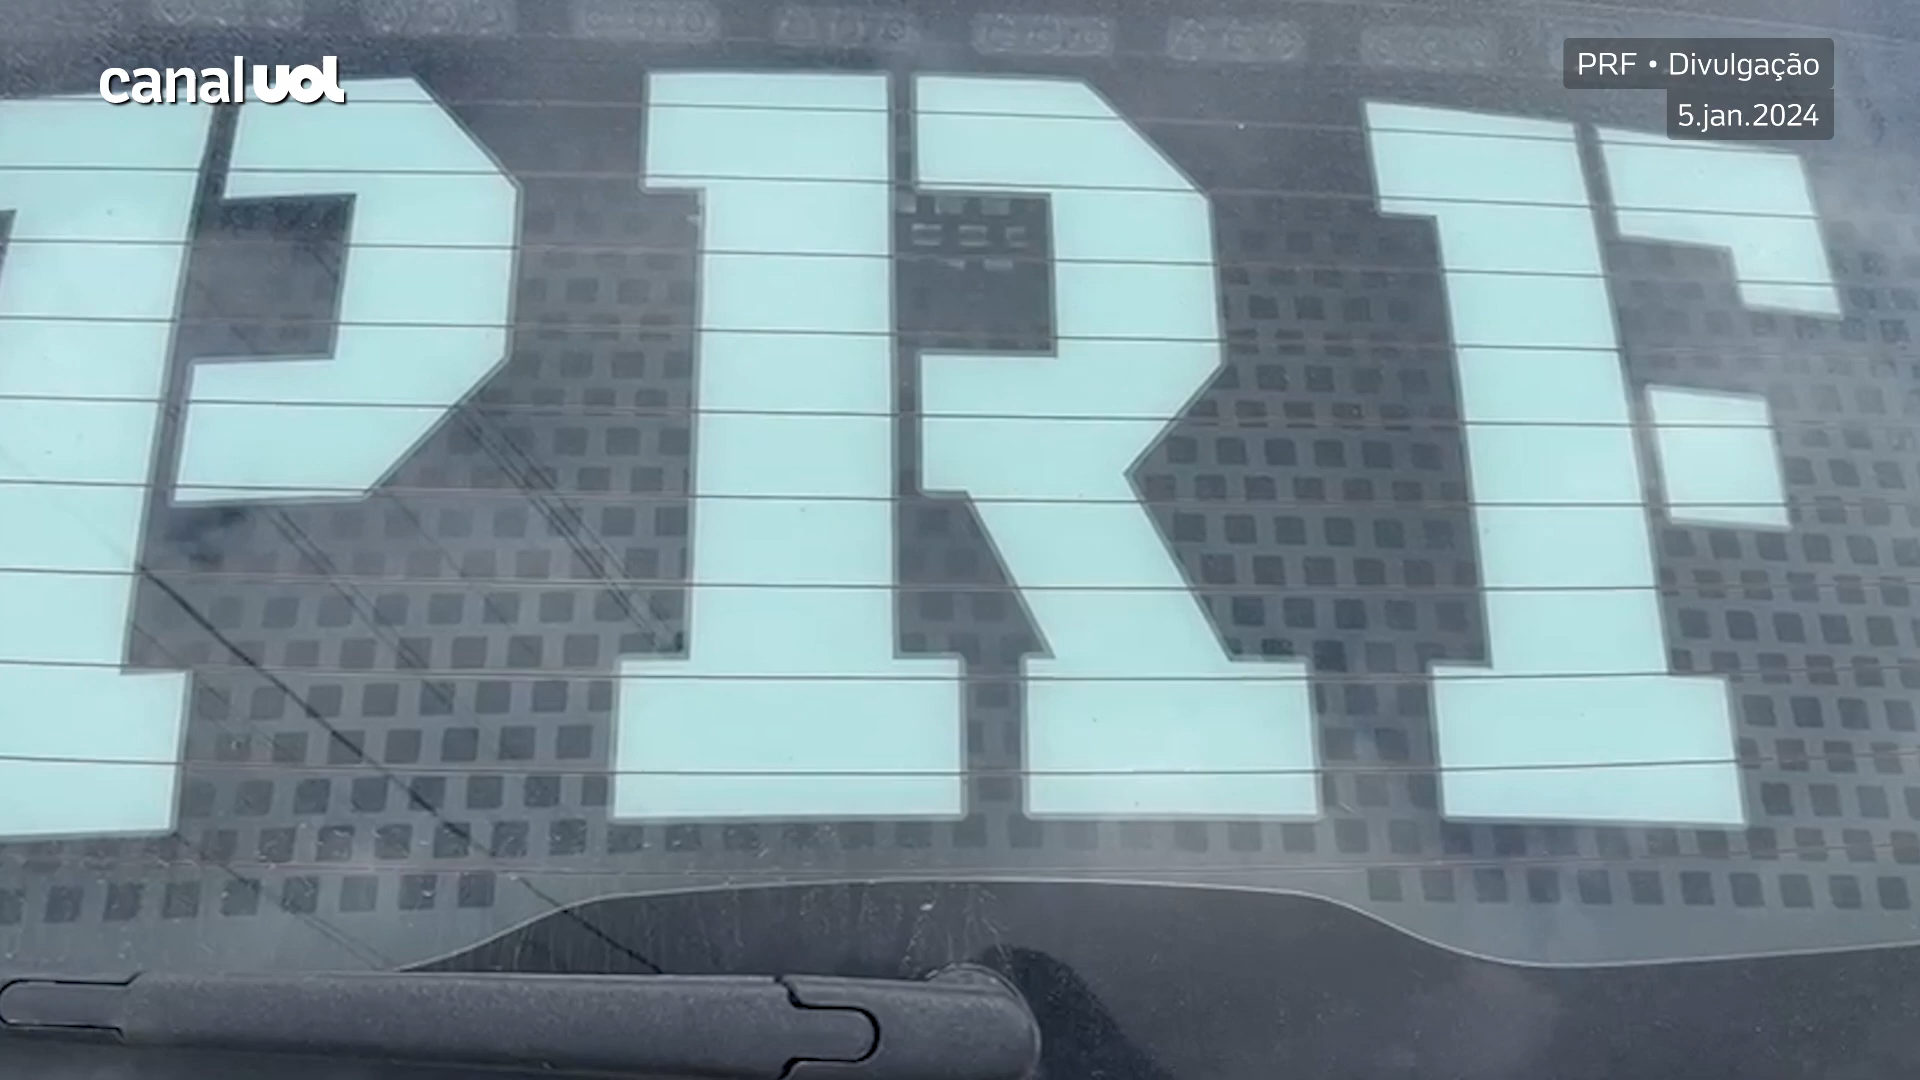 canal uol
PRF • Divulgação
5.jan.2024
PRF